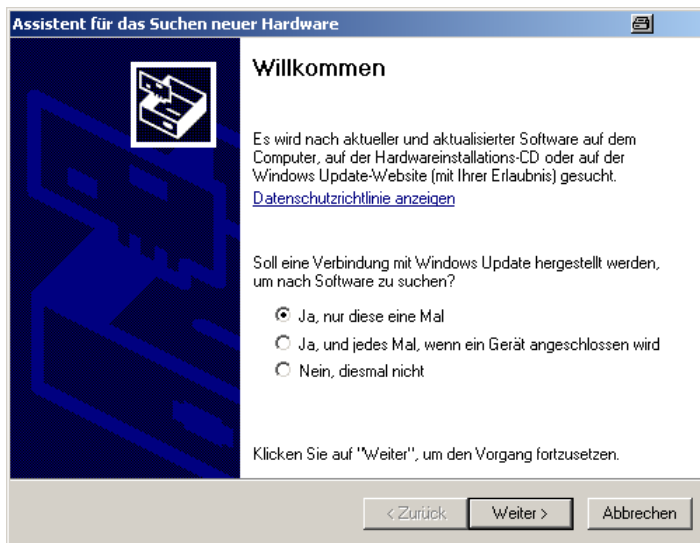 Assistent für das Suchen neuer Hardware
Willkommen
Es wird nach aktueller und aktualisierter Software auf dem
Computer, auf der Hardwareinstallations-CD oder auf der
Windows Update-Website (mit Ihrer Erlaubnis) gesucht.
Datenschutzrichtlinie anzeigen
Soll eine Verbindung mit Windows Update hergestellt werden,
um nach Software zu suchen?
Ja, nur diese eine Mal
Ja, und jedes Mal, wenn ein Gerät angeschlossen wird
Nein, diesmal nicht
Klicken Sie auf "Weiter", um den Vorgang fortzusetzen.
< Zurück Weiter > Abbrechen